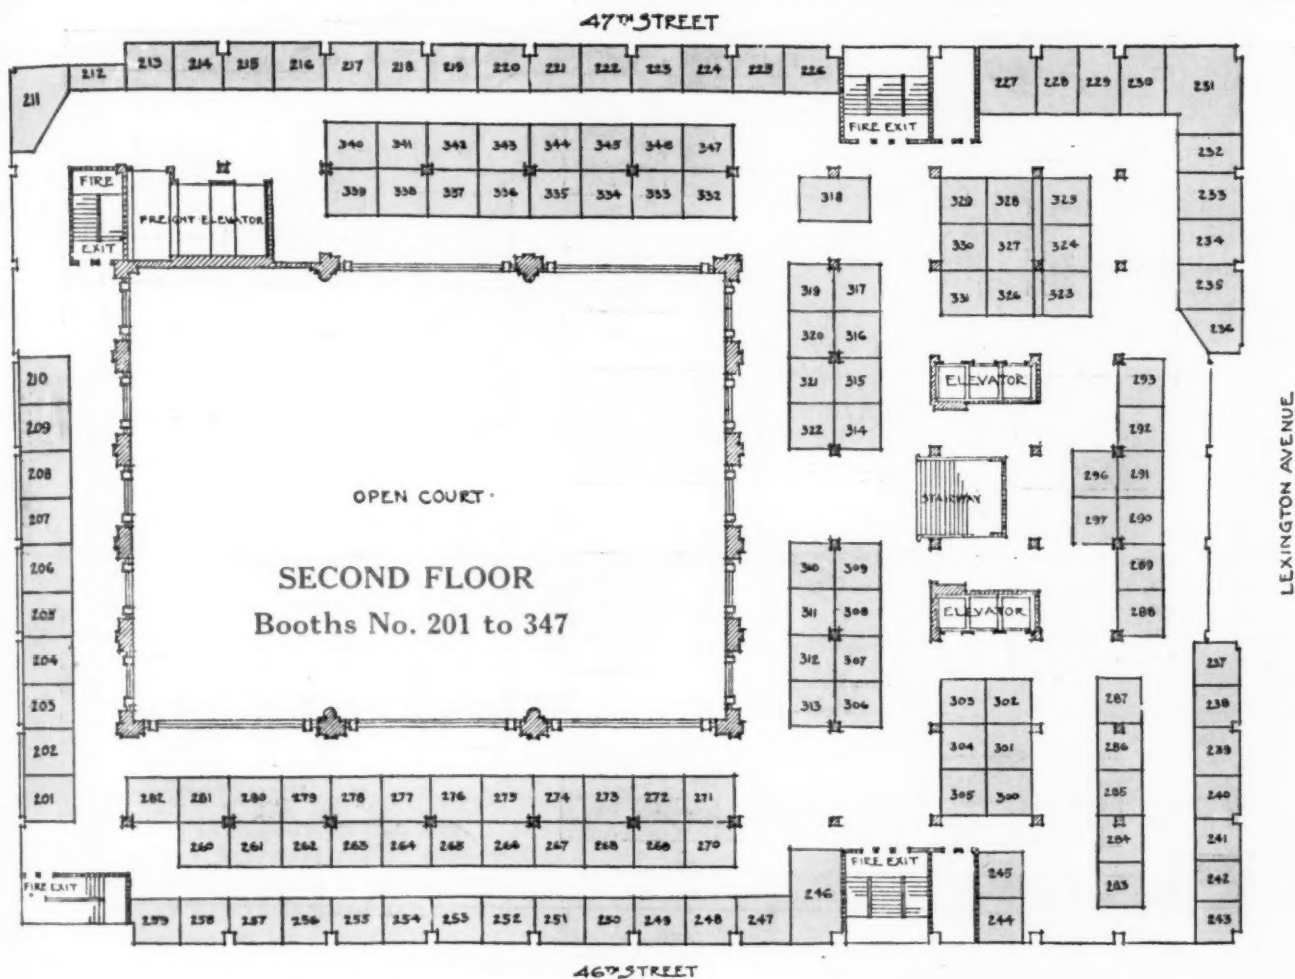 47TH STREET
213 214 215 216 217 218 219 220 221 222 223 224 225 226
227 228 229 230 231
212
211
FIRE EXIT
340 341 342 343 344 345 346 347
339 338 337 336 335 334 333 332
232
233
234
235
236
FIRE
EXIT
FREIGHT ELEVATOR
318
329 328 325
330 327 324
331 326 323
319 317
320 316
321 315
322 314
ELEVATOR
293
292
296 291
297 290
289
288
STAIRWAY
ELEVATOR
LEXINGTON AVENUE
210
209
208
207
206
205
204
203
202
201
OPEN COURT
SECOND FLOOR
Booths No. 201 to 347
310 309
311 308
312 307
313 306
303 302
304 301
305 300
287
286
285
284
283
237
238
239
240
241
242
243
282 281 280 279 278 277 276 275 274 273 272 271
260 261 262 263 264 265 266 267 268 268 270
FIRE EXIT
FIRE EXIT
245
244
246
259 258 257 256 255 254 253 252 251 250 249 248 247
46TH STREET